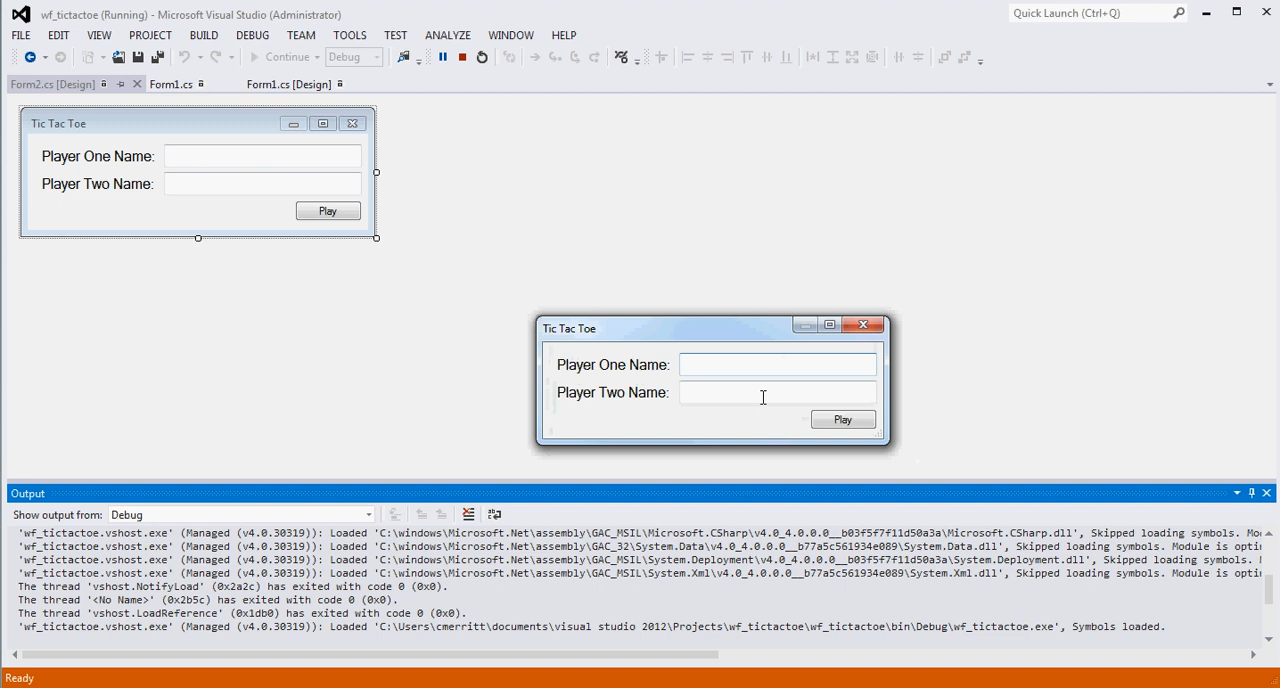 wf_tictactoe (Running) - Microsoft Visual Studio (Administrator)
Quick Launch (Ctrl+Q)
FILE EDIT VIEW PROJECT BUILD DEBUG TEAM TOOLS TEST ANALYZE WINDOW HELP
Continue Debug
Form2.cs [Design] Form1.cs Form1.cs [Design]
Tic Tac Toe
Player One Name:
Player Two Name:
Play
Tic Tac Toe
Player One Name:
Player Two Name:
Play
Output
Show output from: Debug
'wf_tictactoe.vshost.exe' (Managed (v4.0.30319)): Loaded 'C:\windows\Microsoft.Net\assembly\GAC_MSIL\Microsoft.CSharp\v4.0_4.0.0.0__b03f5f7f11d50a3a\Microsoft.CSharp.dll', Skipped loading symbols. Mo
'wf_tictactoe.vshost.exe' (Managed (v4.0.30319)): Loaded 'C:\windows\Microsoft.Net\assembly\GAC_32\System.Data\v4.0_4.0.0.0__b77a5c561934e089\System.Data.dll', Skipped loading symbols. Module is optin
'wf_tictactoe.vshost.exe' (Managed (v4.0.30319)): Loaded 'C:\windows\Microsoft.Net\assembly\GAC_MSIL\System.Deployment\v4.0_4.0.0.0__b03f5f7f11d50a3a\System.Deployment.dll', Skipped loading symbols.
'wf_tictactoe.vshost.exe' (Managed (v4.0.30319)): Loaded 'C:\windows\Microsoft.Net\assembly\GAC_MSIL\System.Xml\v4.0_4.0.0.0__b77a5c561934e089\System.Xml.dll', Skipped loading symbols. Module is optin
The thread 'vshost.NotifyLoad' (0x2a2c) has exited with code 0 (0x0).
The thread '<No Name>' (0x2b5c) has exited with code 0 (0x0).
The thread 'vshost.LoadReference' (0x1db0) has exited with code 0 (0x0).
'wf_tictactoe.vshost.exe' (Managed (v4.0.30319)): Loaded 'C:\Users\cmerritt\documents\visual studio 2012\Projects\wf_tictactoe\wf_tictactoe\bin\Debug\wf_tictactoe.exe', Symbols loaded.
Ready